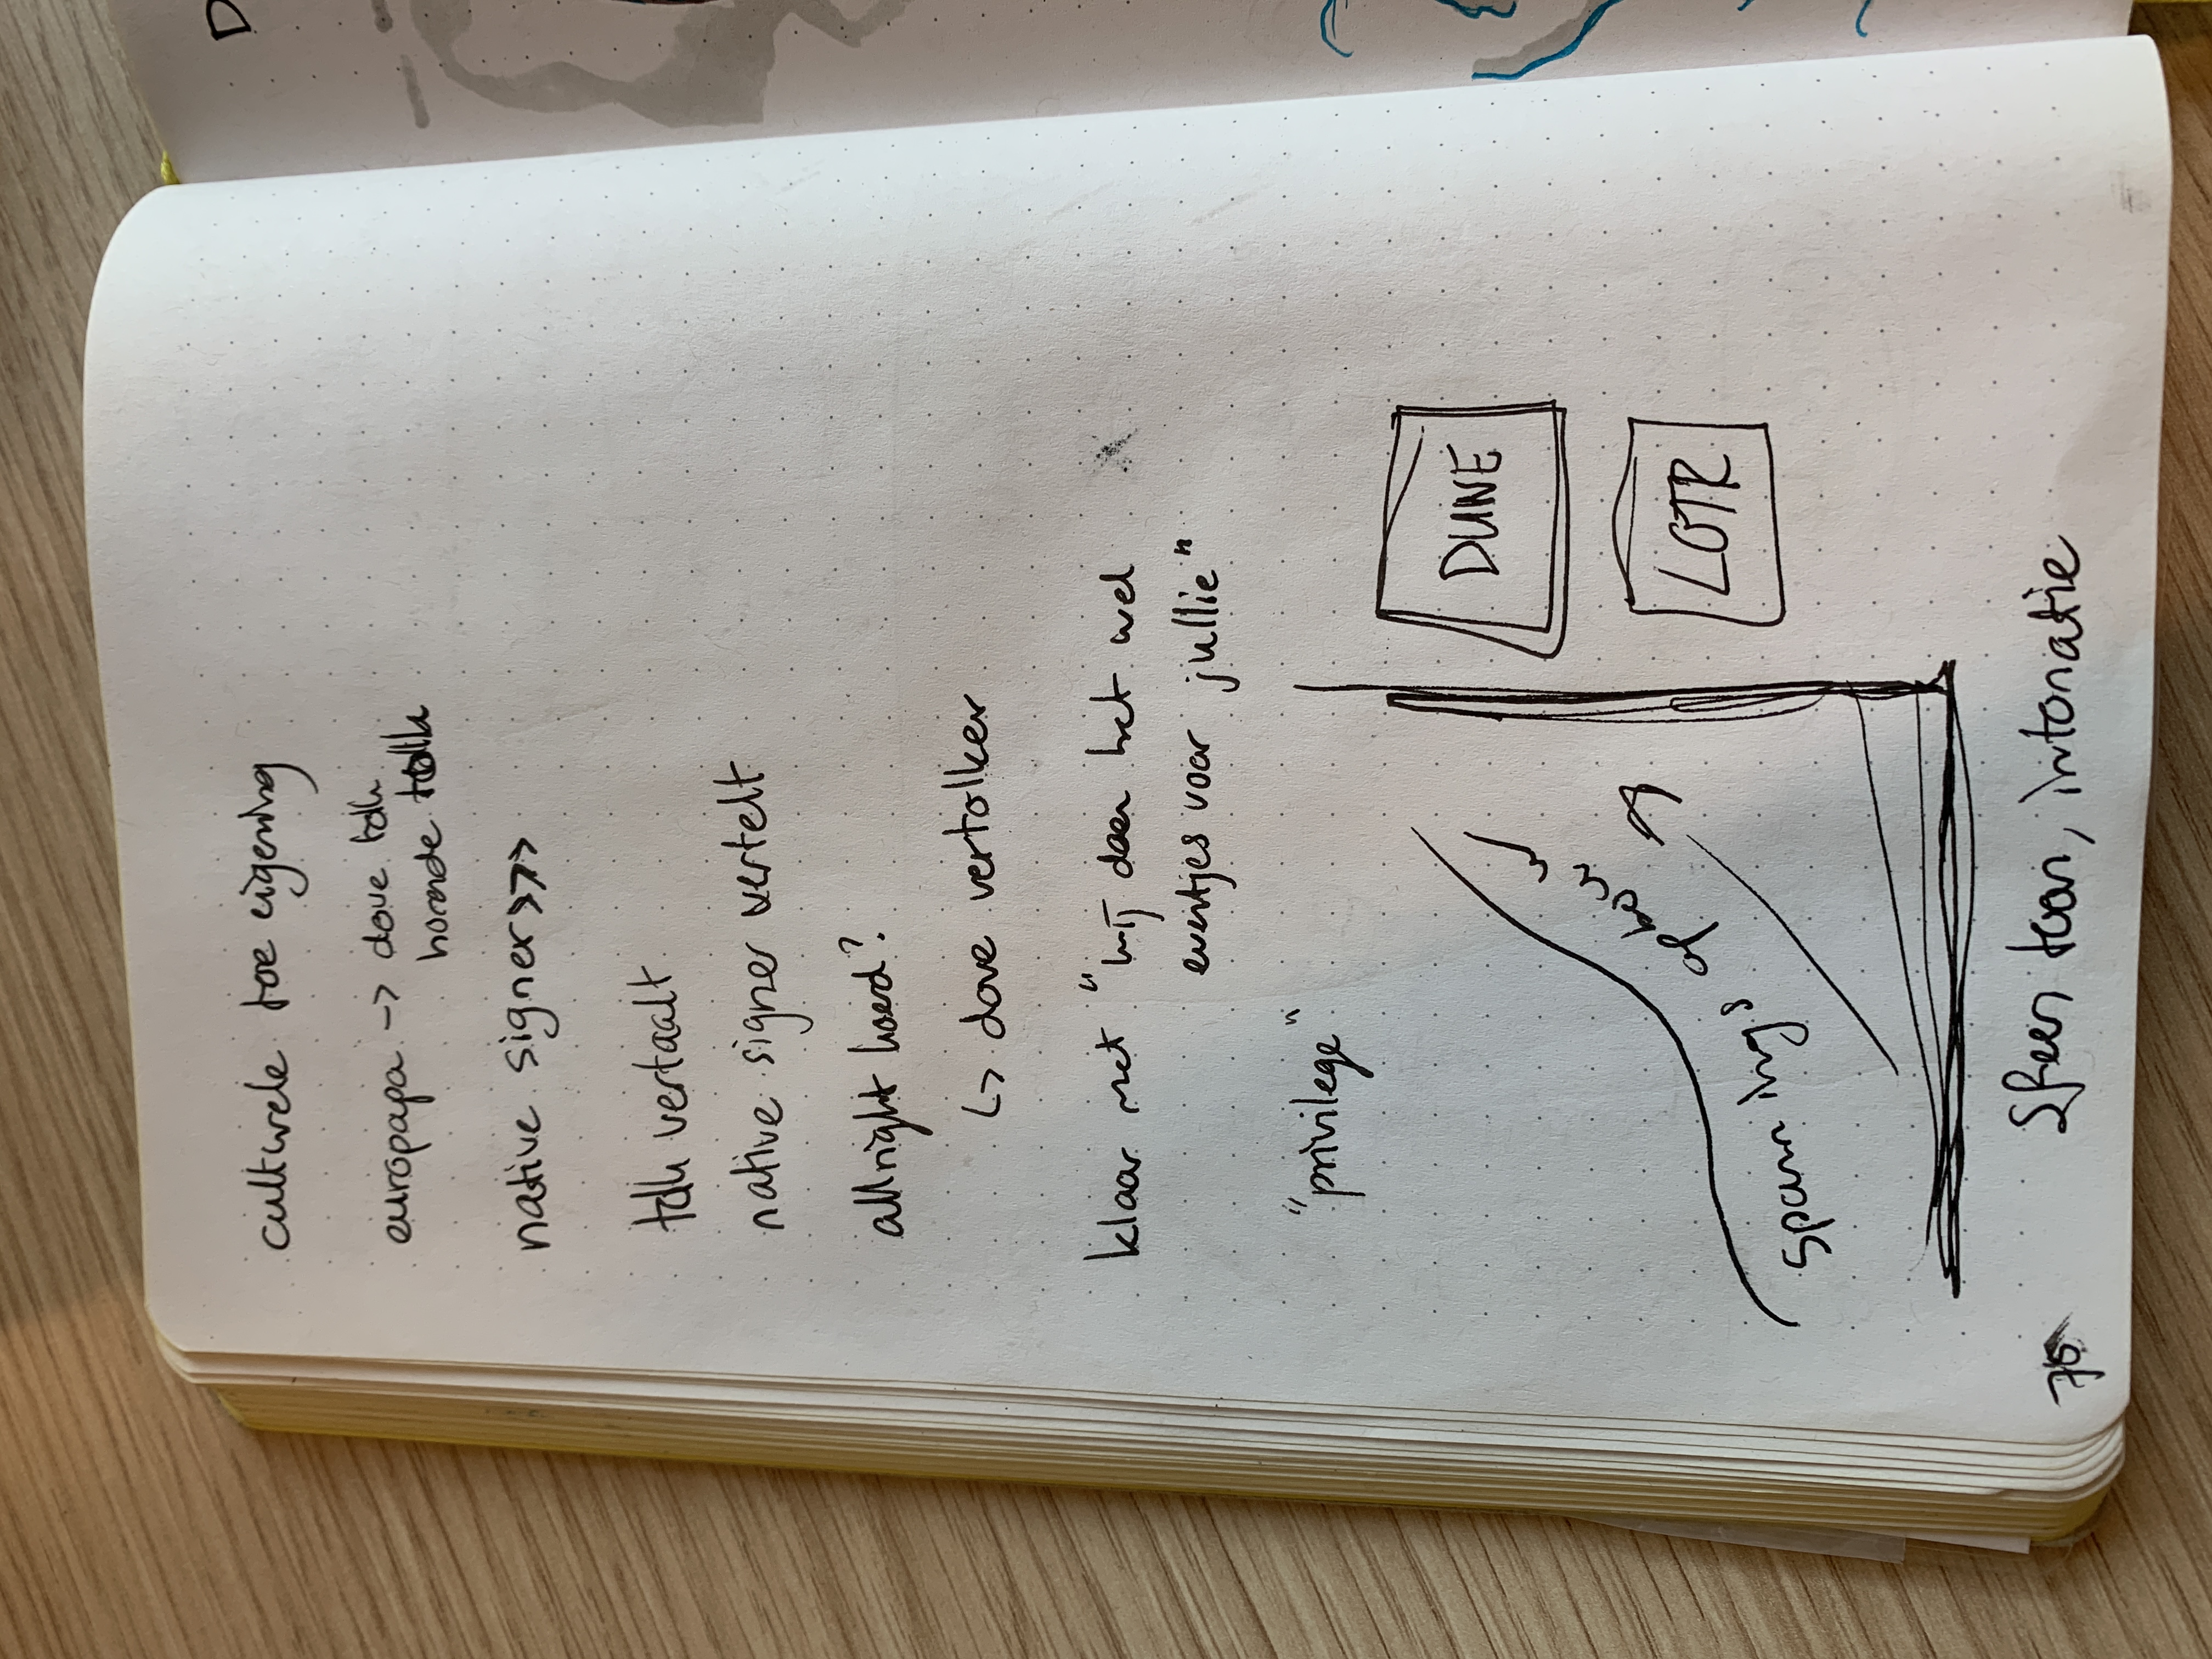 culturele toe eigening
europapa -> dove tolk
horende tolk
native signer >>>
tolk vertaalt
native signer vertelt
allright hoerd?
↳ dove vertolker
klaar met "wij doen het wel
eventjes voor jullie"
"privilege"
DUNE
spannings opbouw
LOTR
Sfeer, toon, intonatie
D